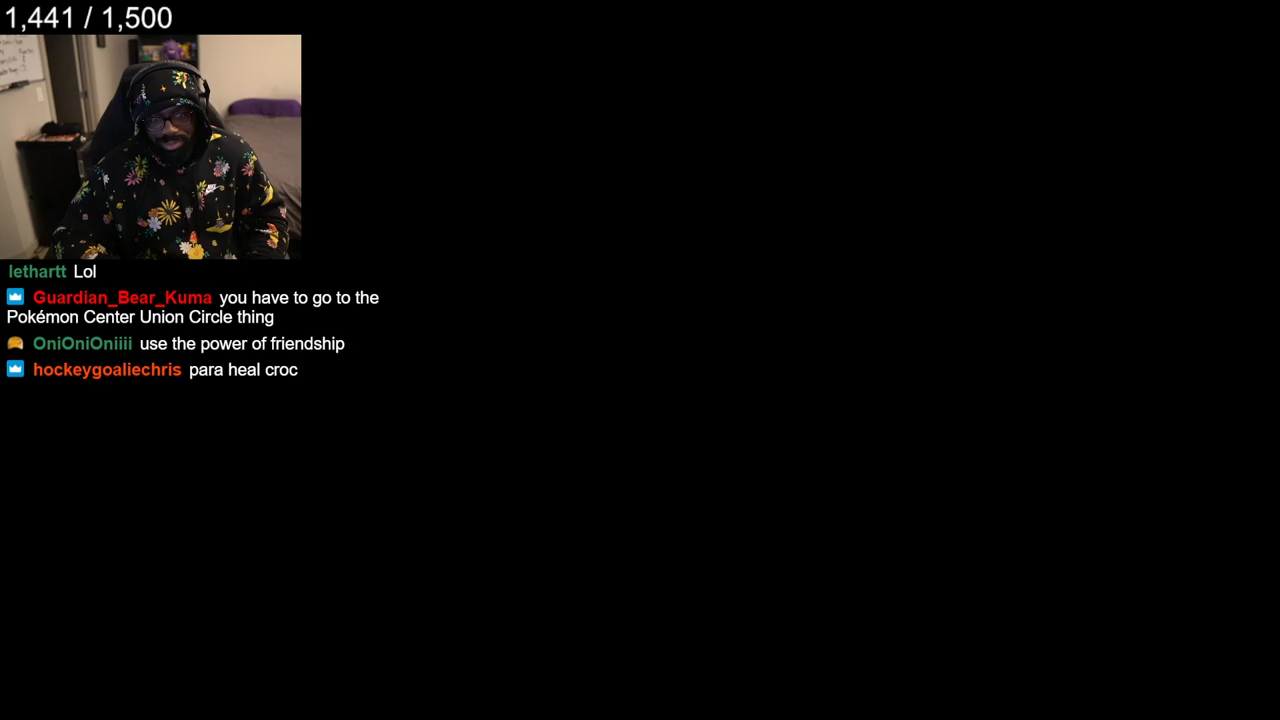 1,441 / 1,500
lethartt Lol
Guardian_Bear_Kuma you have to go to the
Pokémon Center Union Circle thing
OniOniOniiii use the power of friendship
hockeygoaliechris para heal croc